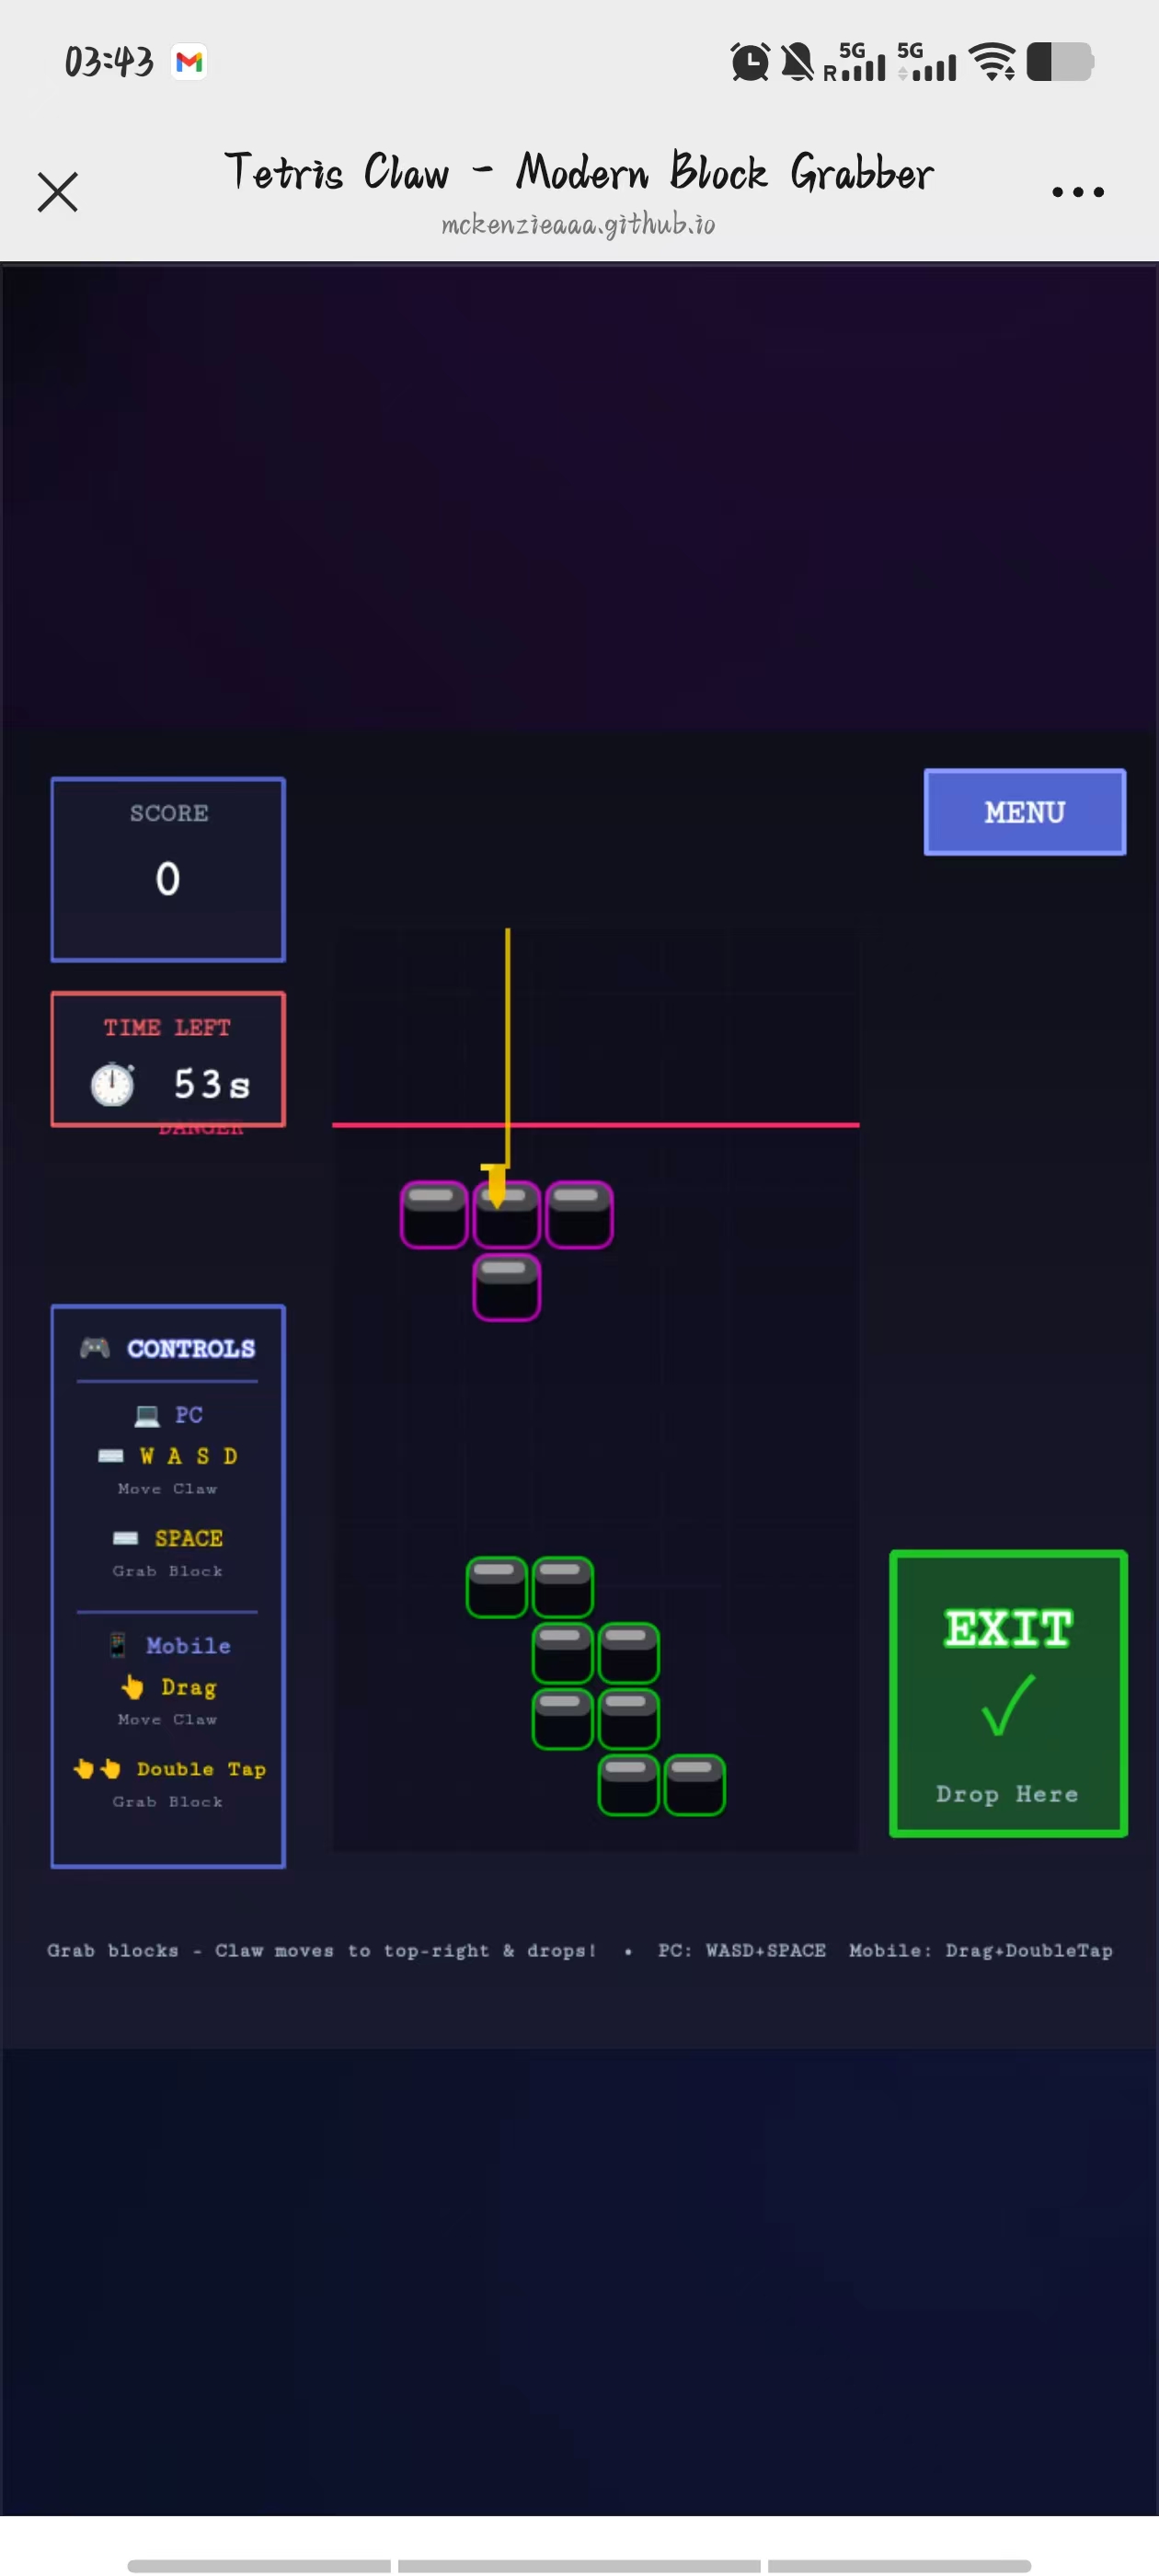 03:43
5G
5G
R
Tetris Claw - Modern Block Grabber
mckenzieaaa.github.io
SCORE
0
MENU
TIME LEFT
⏱️ 53s
DANGER
🎮 CONTROLS
💻 PC
⌨️ W A S D
Move Claw
⌨️ SPACE
Grab Block
📱 Mobile
👆 Drag
Move Claw
👆👆 Double Tap
Grab Block
EXIT
✓
Drop Here
Grab blocks - Claw moves to top-right & drops! • PC: WASD+SPACE Mobile: Drag+DoubleTap